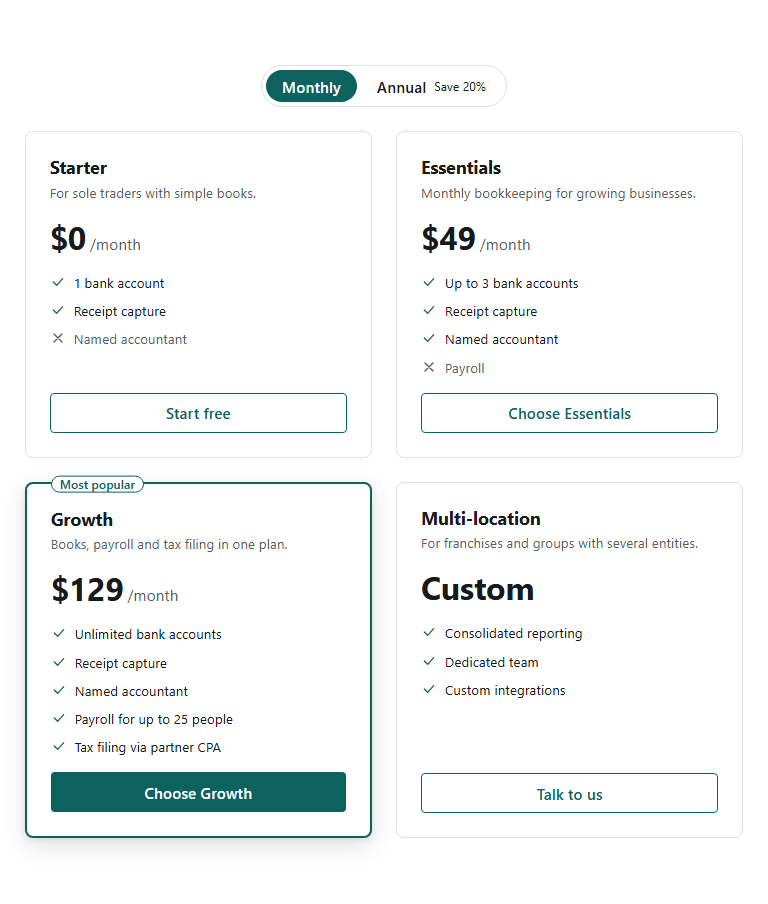 Monthly Annual Save 20%
Starter
For sole traders with simple books.
$0 /month
1 bank account
Receipt capture
Named accountant
Start free
Essentials
Monthly bookkeeping for growing businesses.
$49 /month
Up to 3 bank accounts
Receipt capture
Named accountant
Payroll
Choose Essentials
Most popular
Growth
Books, payroll and tax filing in one plan.
$129 /month
Unlimited bank accounts
Receipt capture
Named accountant
Payroll for up to 25 people
Tax filing via partner CPA
Choose Growth
Multi-location
For franchises and groups with several entities.
Custom
Consolidated reporting
Dedicated team
Custom integrations
Talk to us